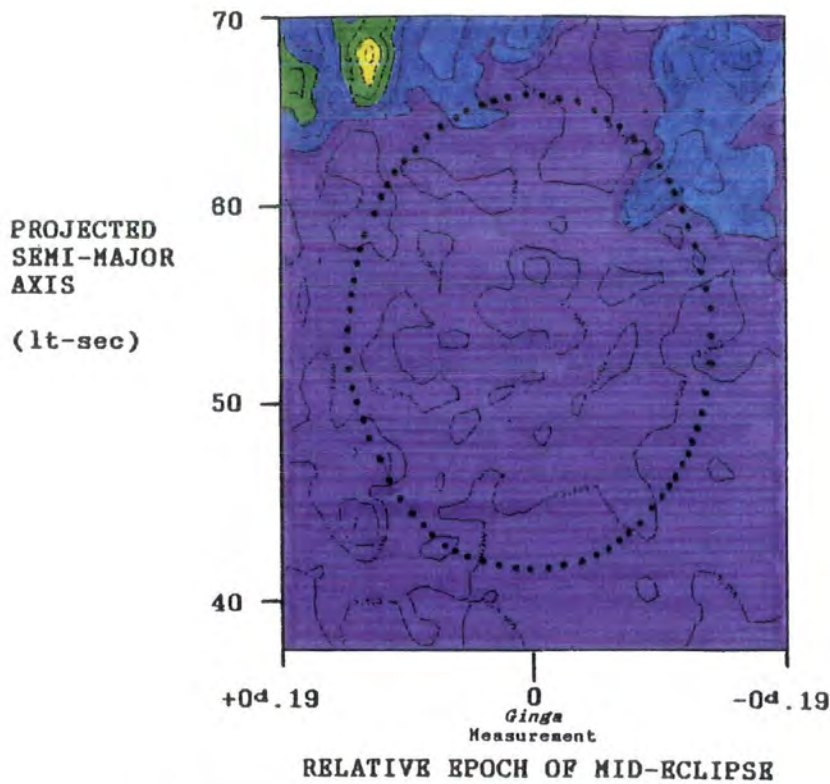 70
60
PROJECTED
SEMI-MAJOR
AXIS
(lt-sec)
50
40
+0d.19
0
-0d.19
Ginga
Measurement
RELATIVE EPOCH OF MID-ECLIPSE